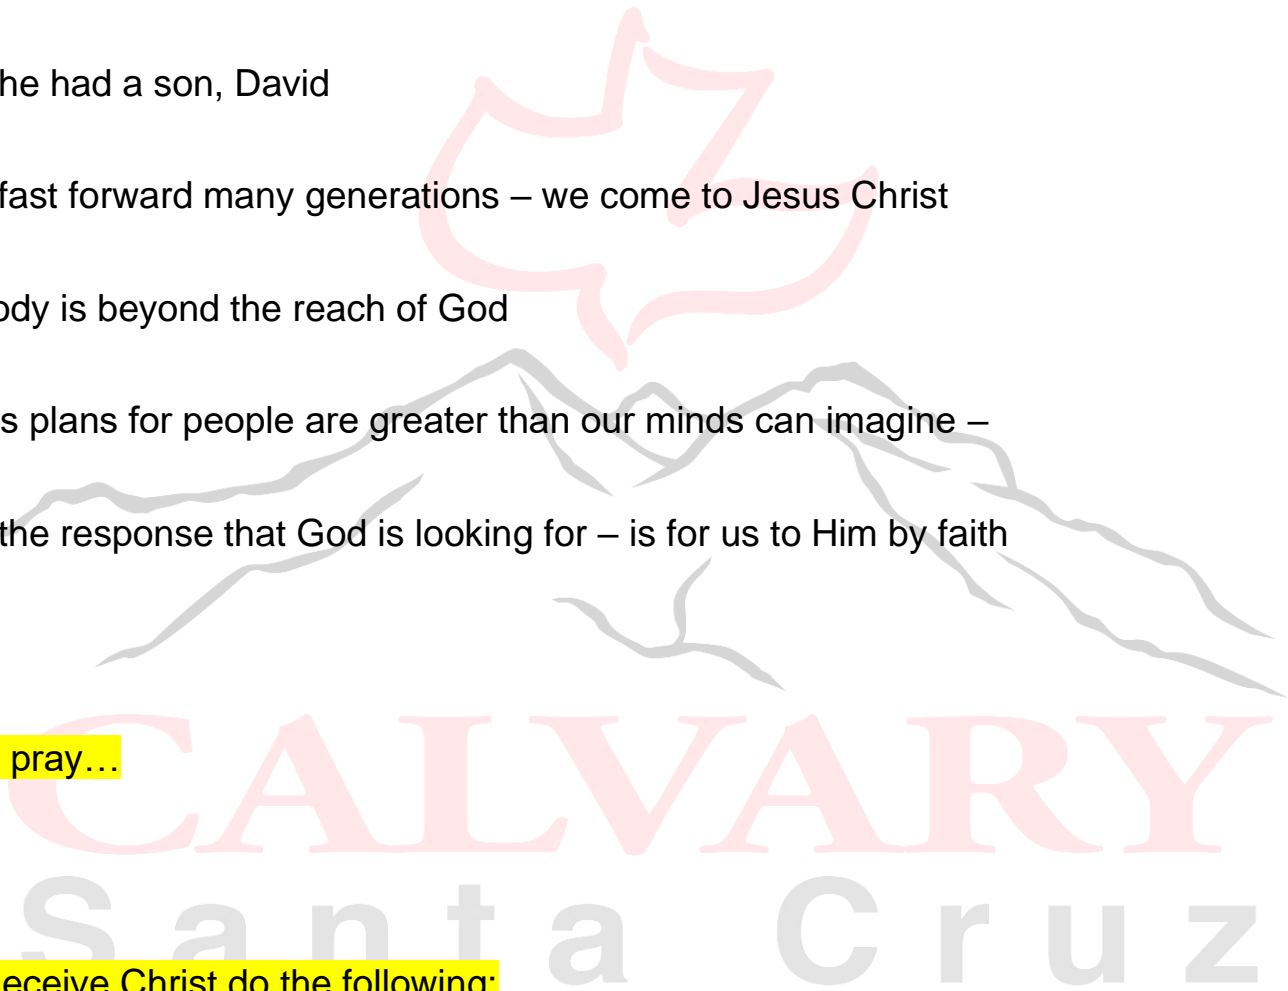 he had a son, David
fast forward many generations – we come to Jesus Christ
ody is beyond the reach of God
s plans for people are greater than our minds can imagine –
the response that God is looking for – is for us to Him by faith
pray…
CALVARY
Santa Cruz
eceive Christ do the following: